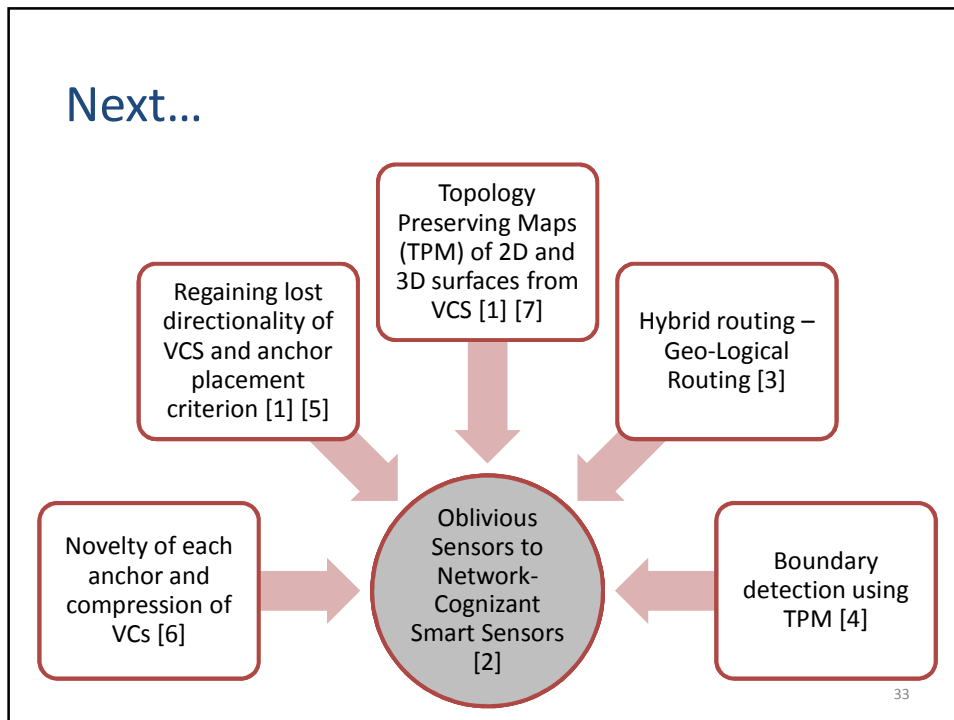 Next…
Topology
Preserving Maps
(TPM) of 2D and
3D surfaces from
VCS [1] [7]
Regaining lost
directionality of
VCS and anchor
placement
criterion [1] [5]
Hybrid routing –
Geo-Logical
Routing [3]
Novelty of each
anchor and
compression of
VCs [6]
Oblivious
Sensors to
Network-
Cognizant
Smart Sensors
[2]
Boundary
detection using
TPM [4]
33